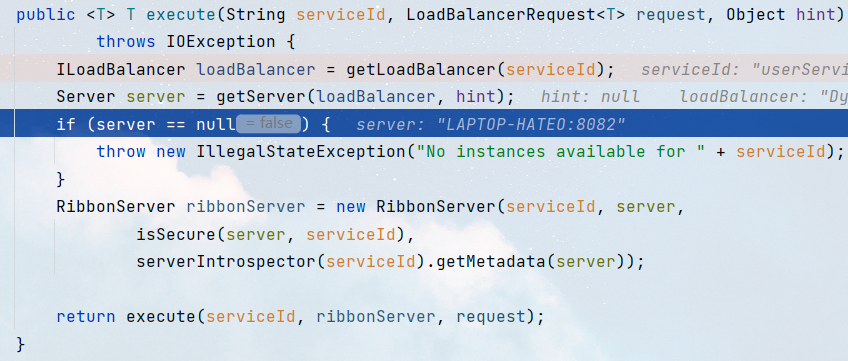 public <T> T execute(String serviceId, LoadBalancerRequest<T> request, Object hint)
throws IOException {
ILoadBalancer loadBalancer = getLoadBalancer(serviceId); serviceId: "userServi
Server server = getServer(loadBalancer, hint); hint: null loadBalancer: "Dy
if (server == null = false ) { server: "LAPTOP-HATEO:8082"
throw new IllegalStateException("No instances available for " + serviceId);
}
RibbonServer ribbonServer = new RibbonServer(serviceId, server,
isSecure(server, serviceId),
serverIntrospector(serviceId).getMetadata(server));
return execute(serviceId, ribbonServer, request);
}